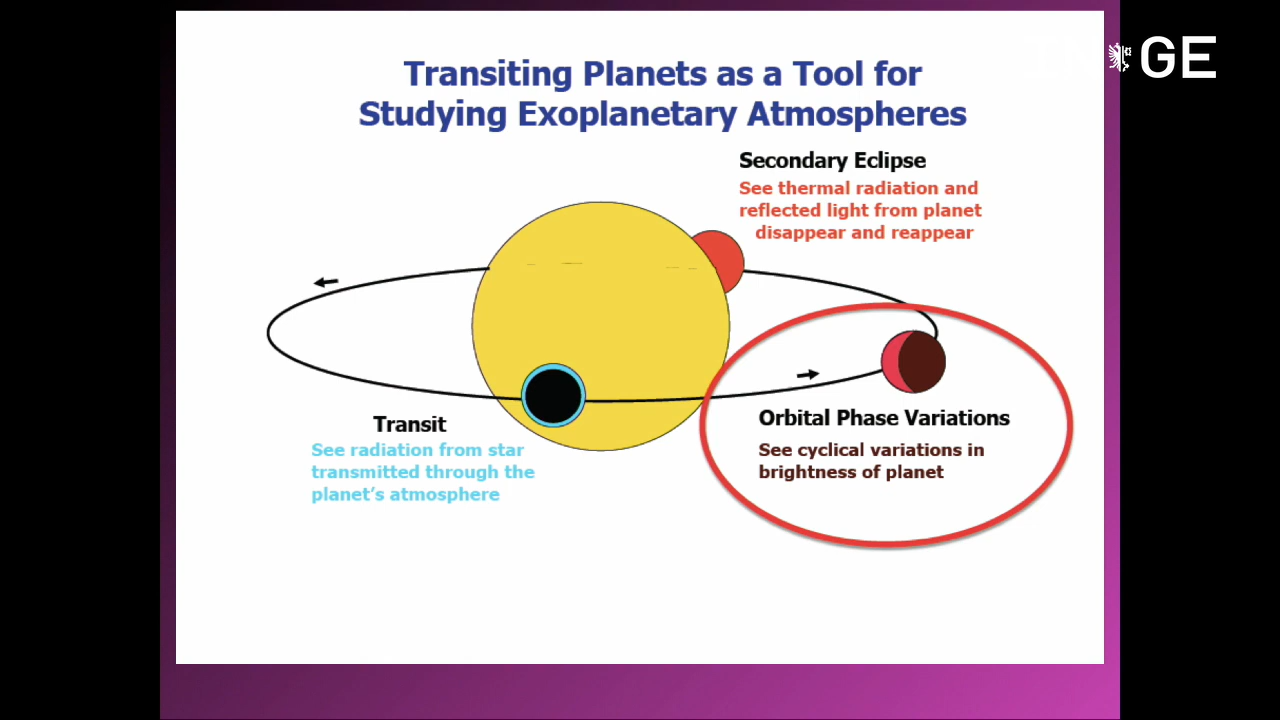 GE
Transiting Planets as a Tool for
Studying Exoplanetary Atmospheres
Secondary Eclipse
See thermal radiation and
reflected light from planet
disappear and reappear
Transit
See radiation from star
transmitted through the
planet’s atmosphere
Orbital Phase Variations
See cyclical variations in
brightness of planet